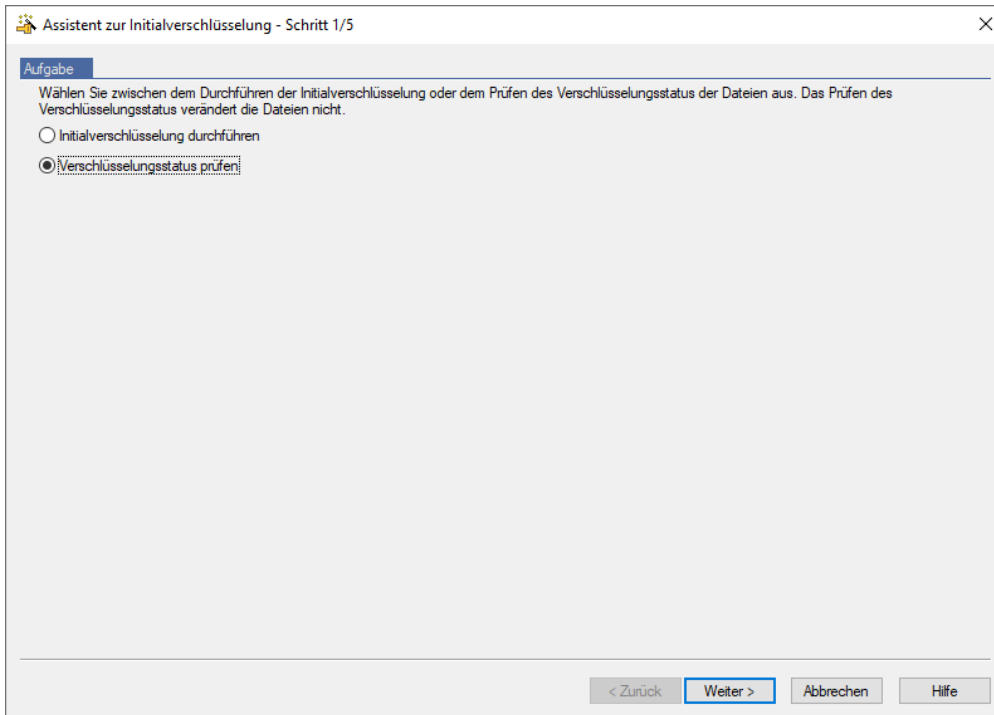 Assistent zur Initialverschlüsselung - Schritt 1/5
Aufgabe
Wählen Sie zwischen dem Durchführen der Initialverschlüsselung oder dem Prüfen des Verschlüsselungsstatus der Dateien aus. Das Prüfen des
Verschlüsselungsstatus verändert die Dateien nicht.
Initialverschlüsselung durchführen
Verschlüsselungsstatus prüfen
< Zurück Weiter > Abbrechen Hilfe